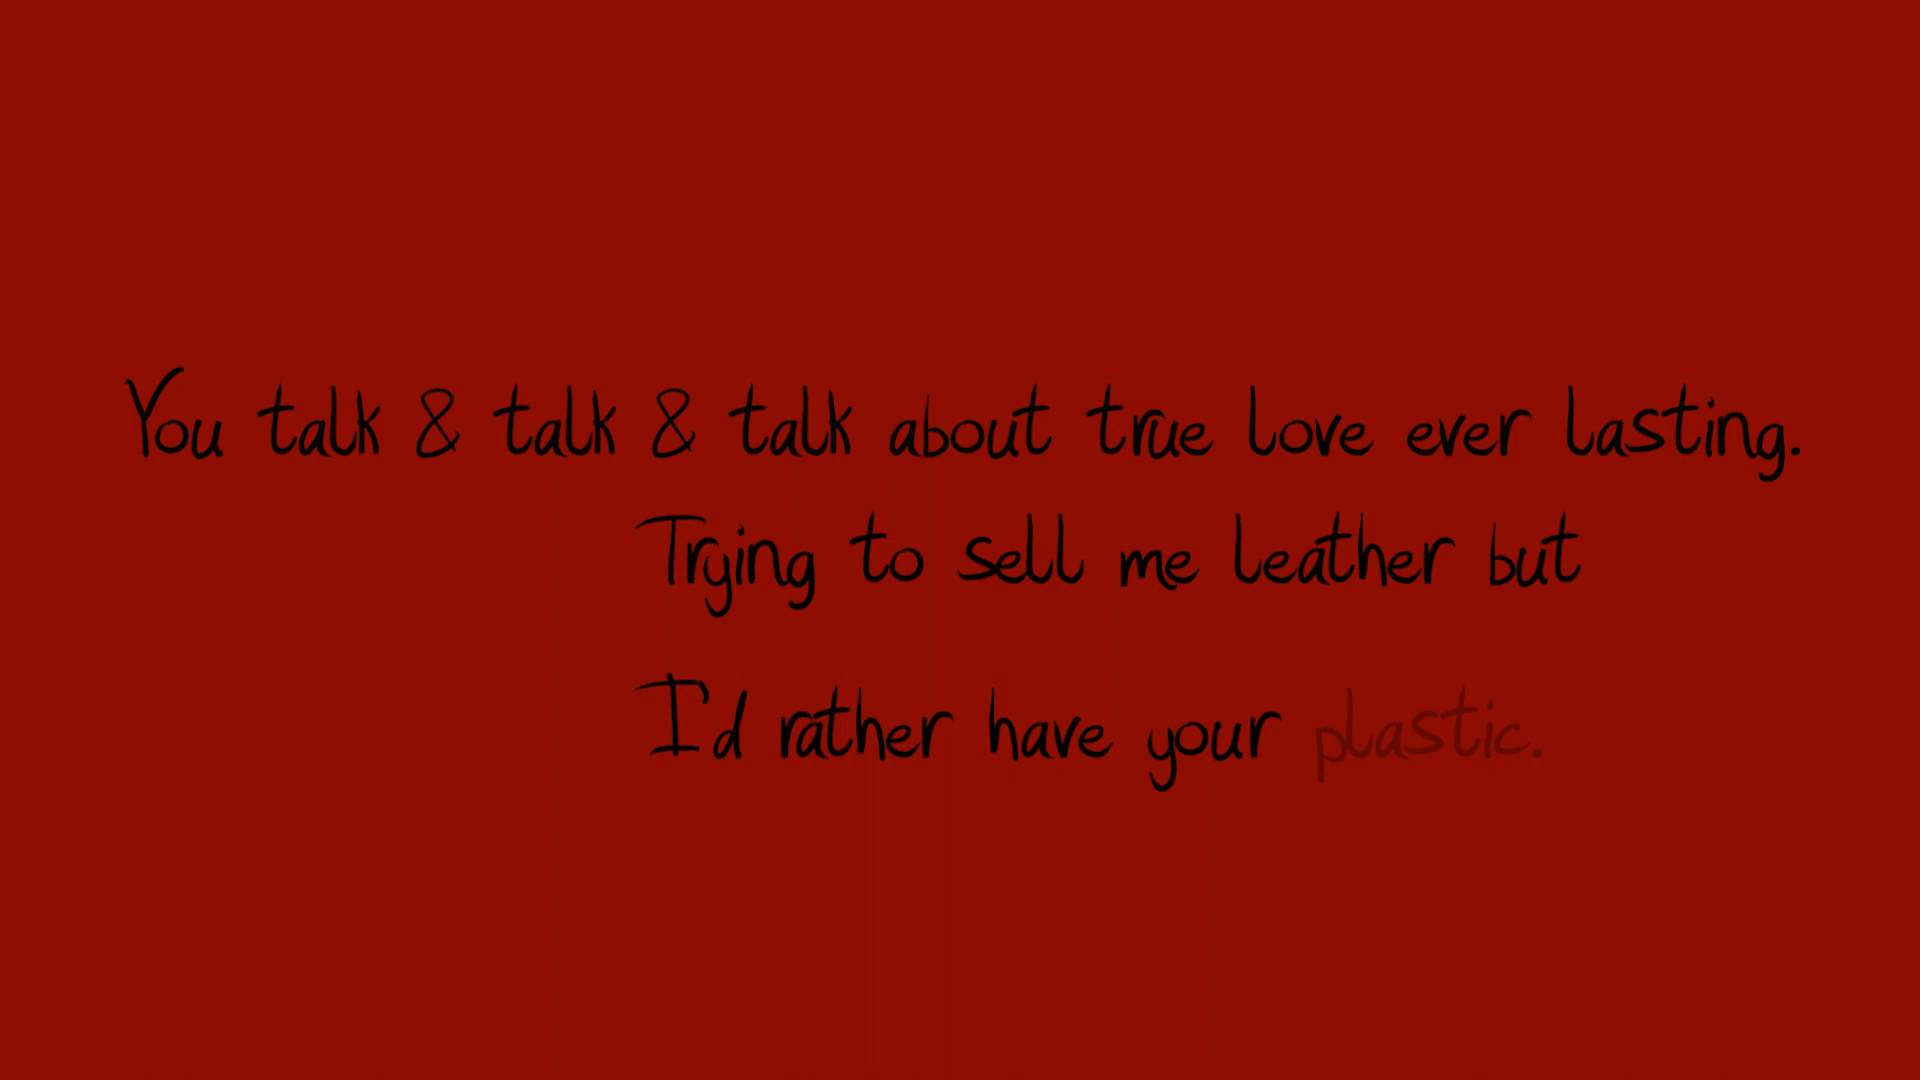 You talk & talk & talk about true love ever lasting.
Trying to sell me leather but
I'd rather have your plastic.